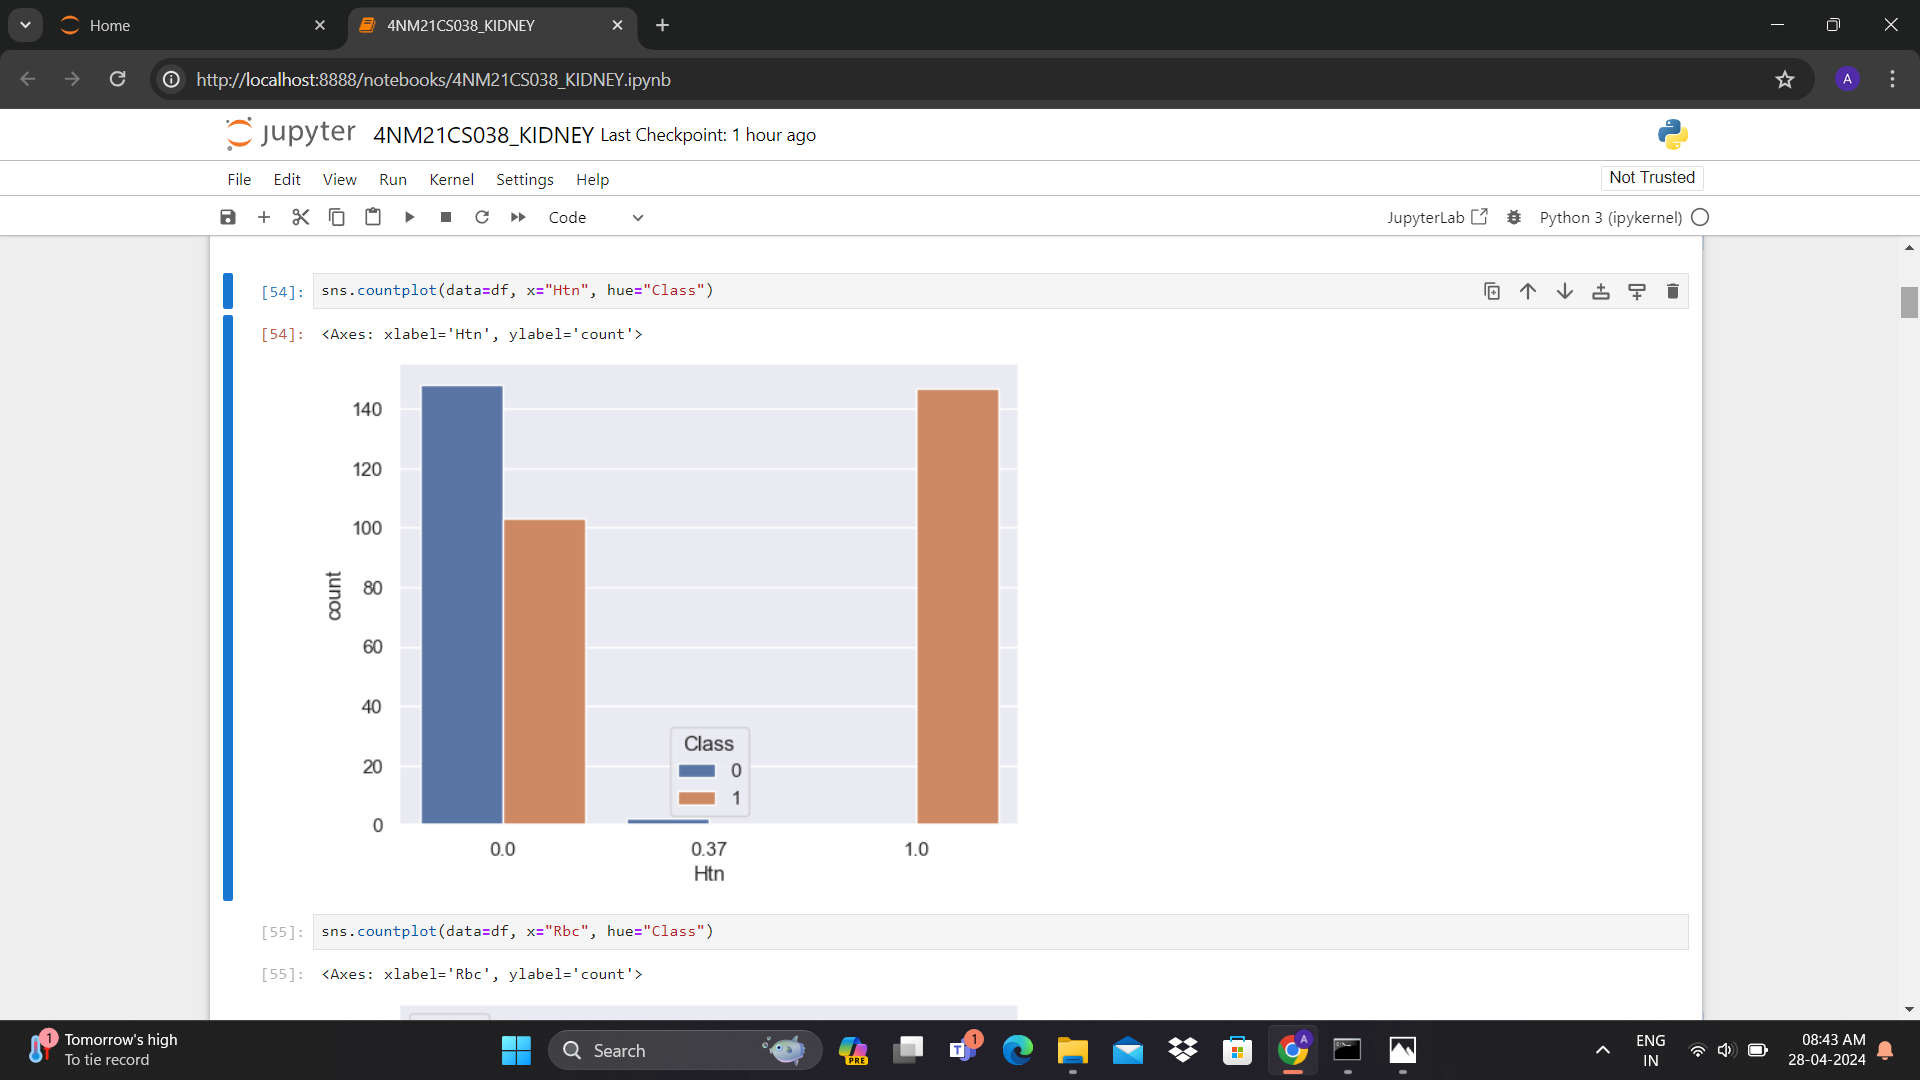 Home
4NM21CS038_KIDNEY
http://localhost:8888/notebooks/4NM21CS038_KIDNEY.ipynb
A
jupyter 4NM21CS038_KIDNEY Last Checkpoint: 1 hour ago
File Edit View Run Kernel Settings Help
Not Trusted
Code
JupyterLab
Python 3 (ipykernel)
[54]: sns.countplot(data=df, x="Htn", hue="Class")
[54]: <Axes: xlabel='Htn', ylabel='count'>
140
120
100
80
60
40
20
0
count
Class
0
1
0.0 0.37 1.0
Htn
[55]: sns.countplot(data=df, x="Rbc", hue="Class")
[55]: <Axes: xlabel='Rbc', ylabel='count'>
1
Tomorrow's high
To tie record
Search
PRE
T
1
A
ENG
IN
08:43 AM
28-04-2024